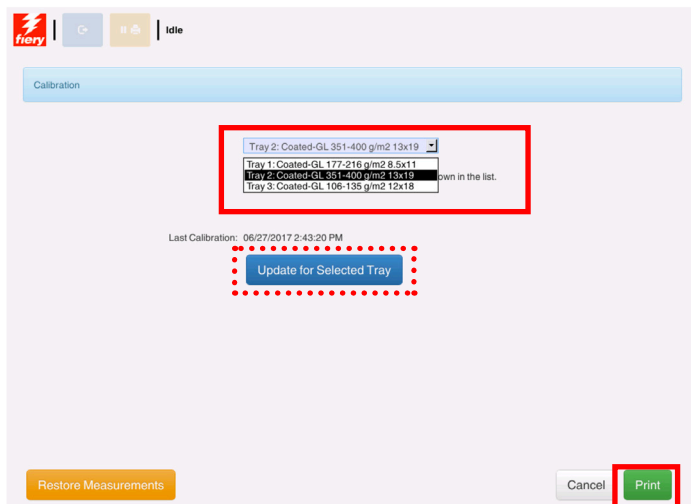 fiery
Idle
Calibration
Tray 2: Coated-GL 351-400 g/m2 13x19
Tray 1: Coated-GL 177-216 g/m2 8.5x11
Tray 2: Coated-GL 351-400 g/m2 13x19
own in the list.
Tray 3: Coated-GL 106-135 g/m2 12x18
Last Calibration: 06/27/2017 2:43:20 PM
Update for Selected Tray
Restore Measurements
Cancel
Print